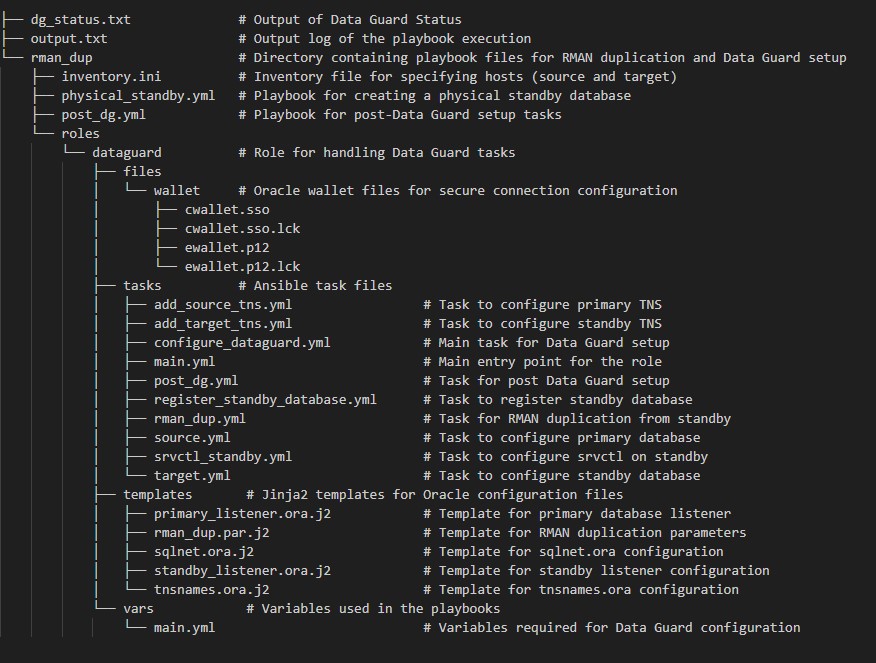 ├── dg_status.txt # Output of Data Guard Status
├── output.txt # Output log of the playbook execution
└── rman_dup # Directory containing playbook files for RMAN duplication and Data Guard setup
├── inventory.ini # Inventory file for specifying hosts (source and target)
├── physical_standby.yml # Playbook for creating a physical standby database
├── post_dg.yml # Playbook for post-Data Guard setup tasks
└── roles
└── dataguard # Role for handling Data Guard tasks
├── files
│ └── wallet # Oracle wallet files for secure connection configuration
│ ├── cwallet.sso
│ ├── cwallet.sso.lck
│ ├── ewallet.p12
│ └── ewallet.p12.lck
├── tasks # Ansible task files
│ ├── add_source_tns.yml # Task to configure primary TNS
│ ├── add_target_tns.yml # Task to configure standby TNS
│ ├── configure_dataguard.yml # Main task for Data Guard setup
│ ├── main.yml # Main entry point for the role
│ ├── post_dg.yml # Task for post Data Guard setup
│ ├── register_standby_database.yml # Task to register standby database
│ ├── rman_dup.yml # Task for RMAN duplication from standby
│ ├── source.yml # Task to configure primary database
│ ├── srvctl_standby.yml # Task to configure srvctl on standby
│ └── target.yml # Task to configure standby database
├── templates # Jinja2 templates for Oracle configuration files
│ ├── primary_listener.ora.j2 # Template for primary database listener
│ ├── rman_dup.par.j2 # Template for RMAN duplication parameters
│ ├── sqlnet.ora.j2 # Template for sqlnet.ora configuration
│ ├── standby_listener.ora.j2 # Template for standby listener configuration
│ └── tnsnames.ora.j2 # Template for tnsnames.ora configuration
└── vars # Variables used in the playbooks
└── main.yml # Variables required for Data Guard configuration